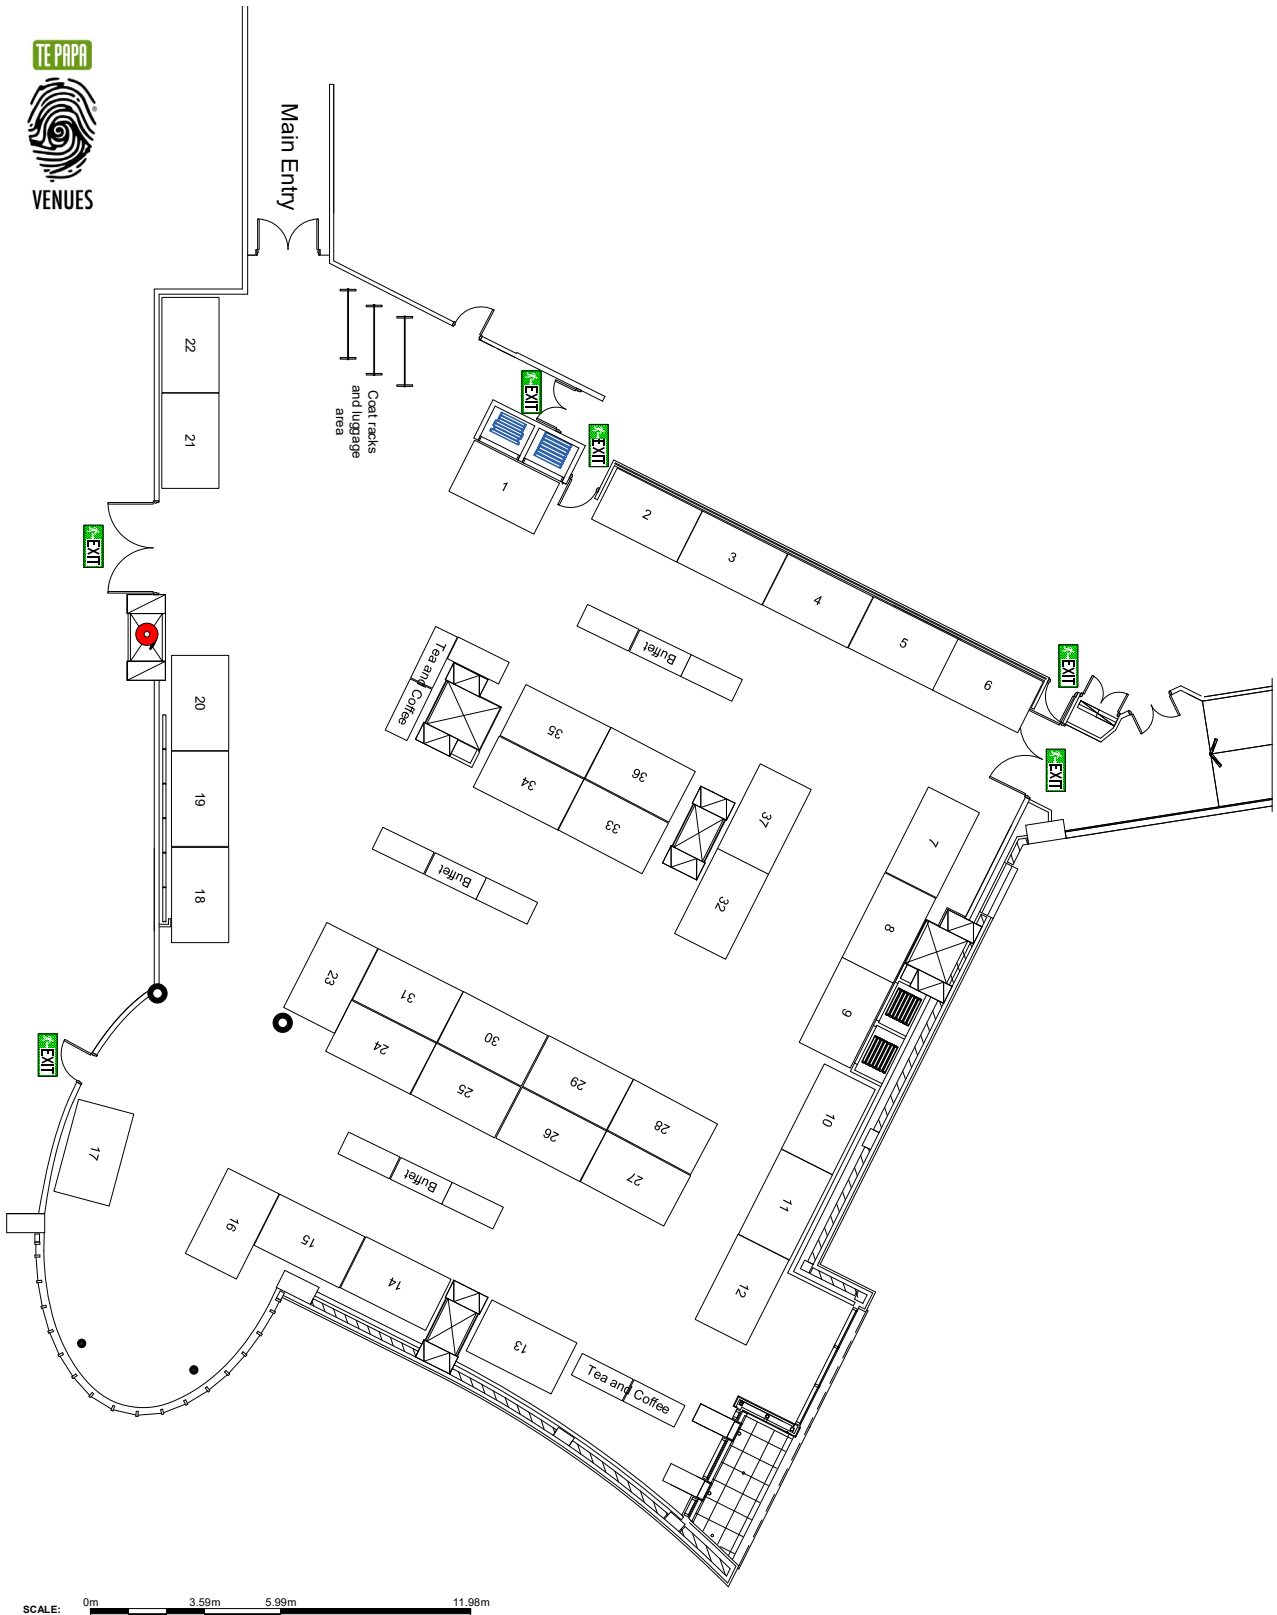 TE PAPA
VENUES
Main Entry
Coat racks
and luggage
area
EXIT
EXIT
EXIT
EXIT
EXIT
EXIT
22
21
20
19
18
17
1
2
3
4
5
6
Buffet
Tea and Coffee
35
36
34
33
37
32
7
8
9
Buffet
23
31
30
29
28
24
25
26
27
10
11
12
Buffet
16
15
14
13
Tea and Coffee
SCALE: 0m 3.59m 5.99m 11.98m